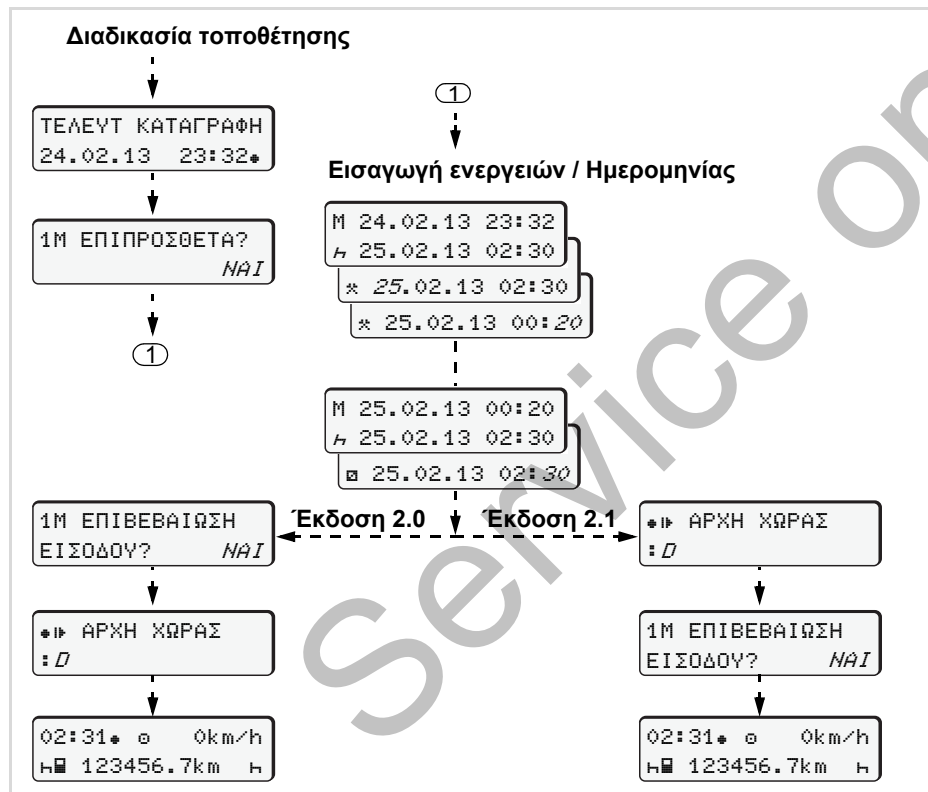 Διαδικασία τοποθέτησης
ΤΕΛΕΥΤ ΚΑΤΑΓΡΑΦΗ
24.02.13 23:32
1M ΕΠΙΠΡΟΣΘΕΤΑ?
ΝΑΙ
1
1
Εισαγωγή ενεργειών / Ημερομηνίας
M 24.02.13 23:32
25.02.13 02:30
25.02.13 02:30
25.02.13 00:20
M 25.02.13 00:20
25.02.13 02:30
25.02.13 02:30
Έκδοση 2.0
Έκδοση 2.1
1M ΕΠΙΒΕΒΑΙΩΣΗ
ΕΙΣΟΔΟΥ? ΝΑΙ
ΑΡΧΗ ΧΩΡΑΣ
:D
02:31 0km/h
123456.7km
ΑΡΧΗ ΧΩΡΑΣ
:D
1M ΕΠΙΒΕΒΑΙΩΣΗ
ΕΙΣΟΔΟΥ? ΝΑΙ
02:31 0km/h
123456.7km
Service or